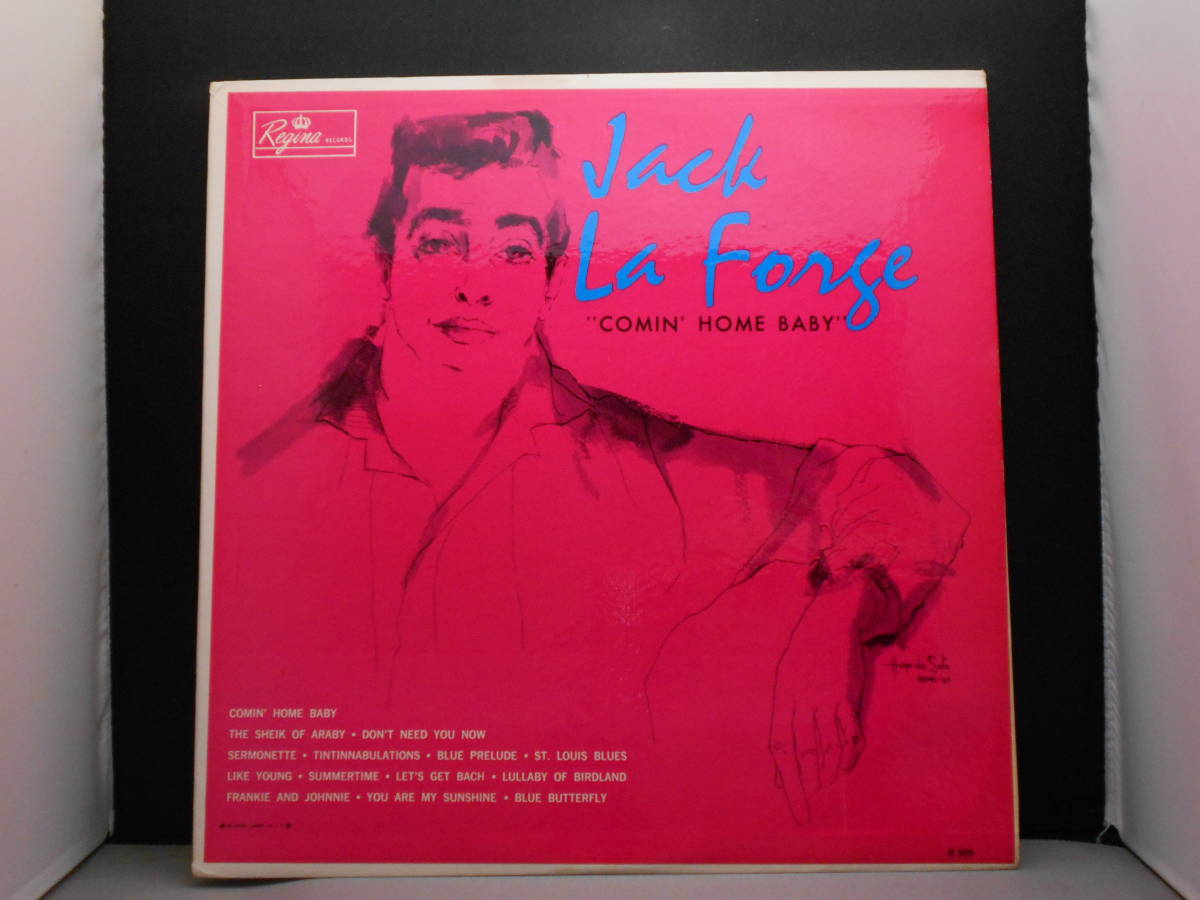 Regina RECORDS
Jack
La Forge
"COMIN' HOME BABY"
COMIN' HOME BABY
THE SHEIK OF ARABY • DON'T NEED YOU NOW
SERMONETTE • TINTINNABULATIONS • BLUE PRELUDE • ST. LOUIS BLUES
LIKE YOUNG • SUMMERTIME • LET'S GET BACH • LULLABY OF BIRDLAND
FRANKIE AND JOHNNIE • YOU ARE MY SUNSHINE • BLUE BUTTERFLY